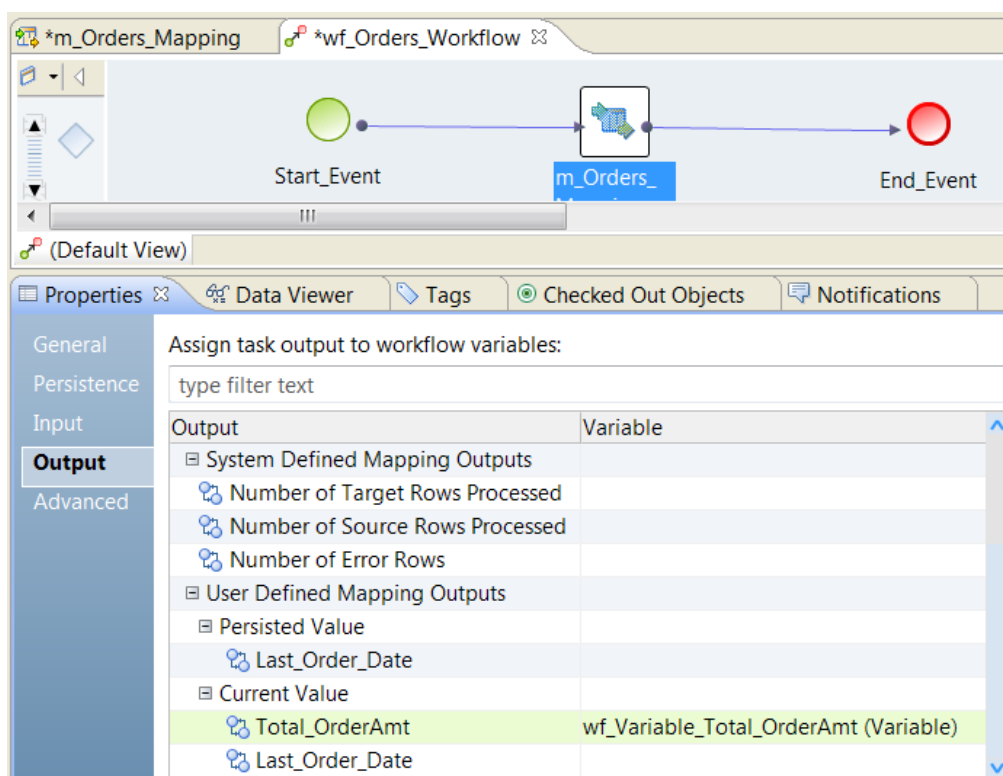 *m_Orders_Mapping *wf_Orders_Workflow
Start_Event
m_Orders_
End_Event
(Default View)
Properties Data Viewer Tags Checked Out Objects Notifications
General
Persistence
Input
Output
Advanced
Assign task output to workflow variables:
type filter text
Output Variable
System Defined Mapping Outputs
Number of Target Rows Processed
Number of Source Rows Processed
Number of Error Rows
User Defined Mapping Outputs
Persisted Value
Last_Order_Date
Current Value
Total_OrderAmt wf_Variable_Total_OrderAmt (Variable)
Last_Order_Date